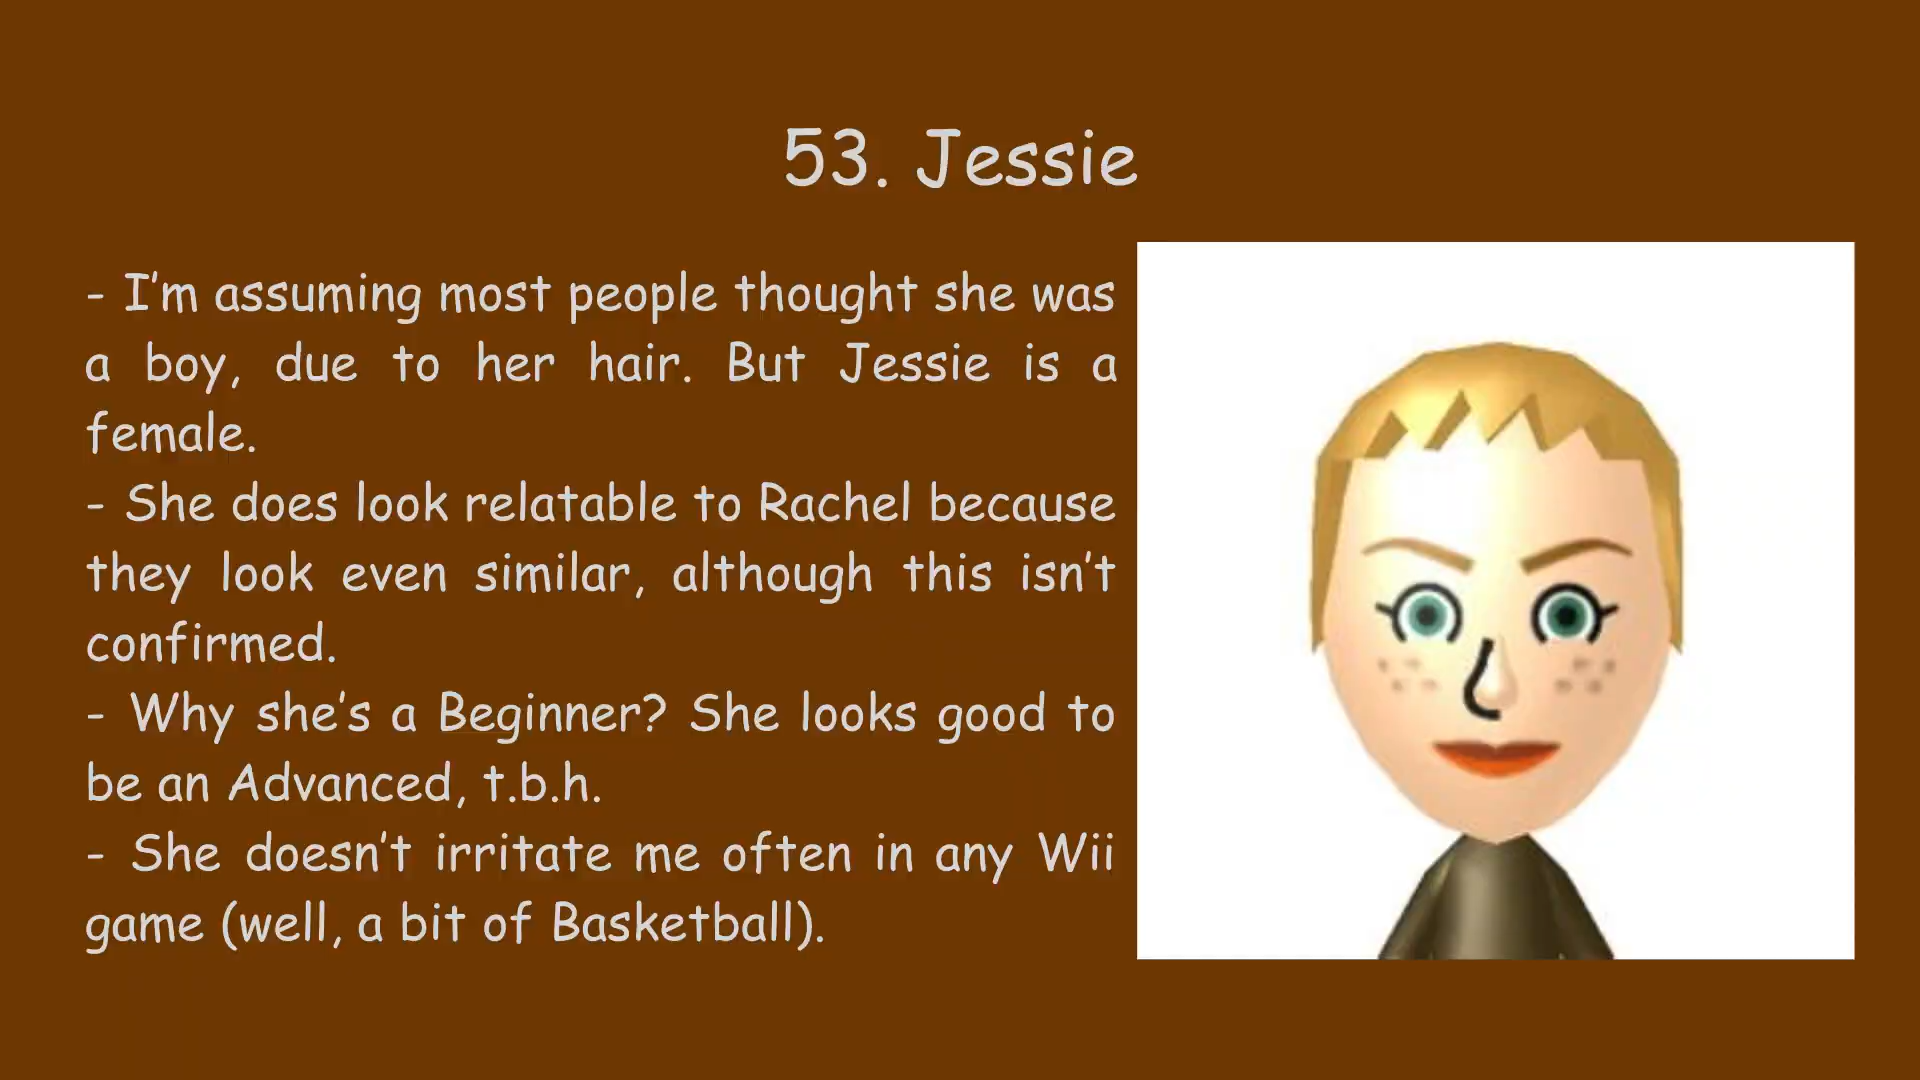 53. Jessie
- I'm assuming most people thought she was
a boy, due to her hair. But Jessie is a
female.
- She does look relatable to Rachel because
they look even similar, although this isn't
confirmed.
- Why she's a Beginner? She looks good to
be an Advanced, t.b.h.
- She doesn't irritate me often in any Wii
game (well, a bit of Basketball).